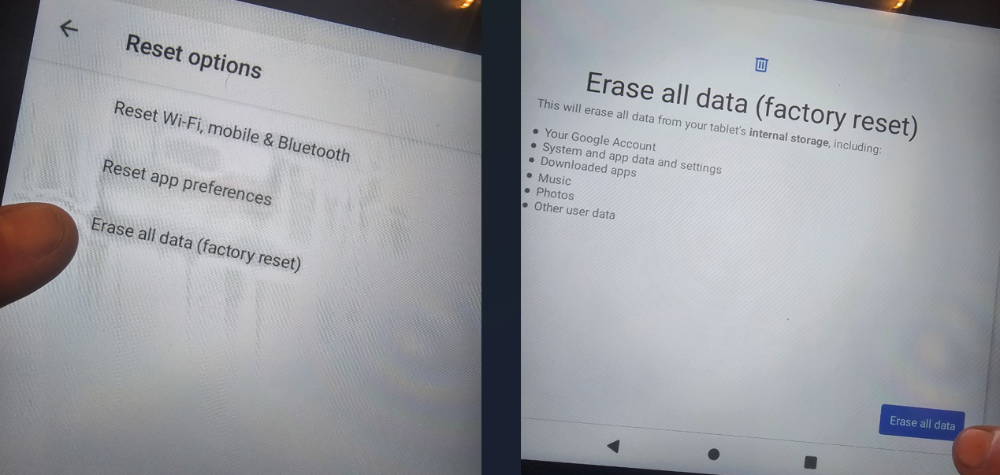 Reset options
Reset Wi-Fi, mobile & Bluetooth
Reset app preferences
Erase all data (factory reset)
Erase all data (factory reset)
This will erase all data from your tablet's internal storage, including:
• Your Google Account
• System and app data and settings
• Downloaded apps
• Music
• Photos
• Other user data
Erase all data